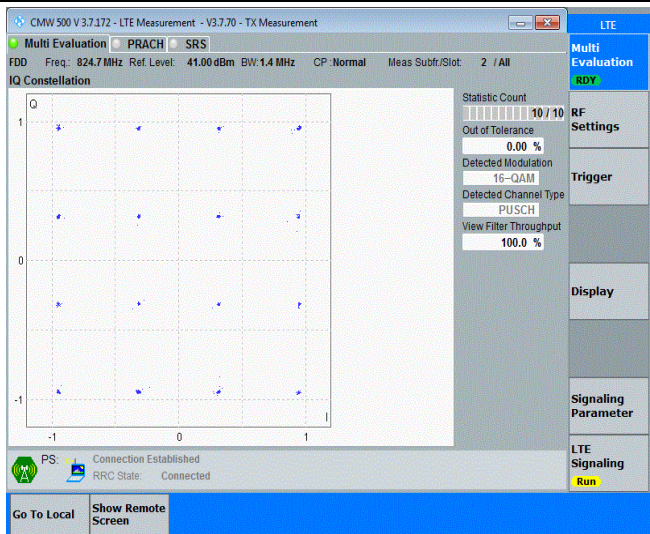 CMW 500 V 3.7.172 - LTE Measurement - V3.7.70 - TX Measurement
Multi Evaluation PRACH SRS
FDD Freq.: 824.7 MHz Ref. Level: 41.00 dBm BW: 1.4 MHz CP :Normal Meas Subfr./Slot: 2 / All
IQ Constellation
Q
1
0
-1
-1 0 1
I
Statistic Count
10 / 10
Out of Tolerance
0.00 %
Detected Modulation
16-QAM
Detected Channel Type
PUSCH
View Filter Throughput
100.0 %
PS: Connection Established
RRC State: Connected
LTE
Multi
Evaluation
RDY
RF
Settings
Trigger
Display
Signaling
Parameter
LTE
Signaling
Run
Go To Local
Show Remote
Screen